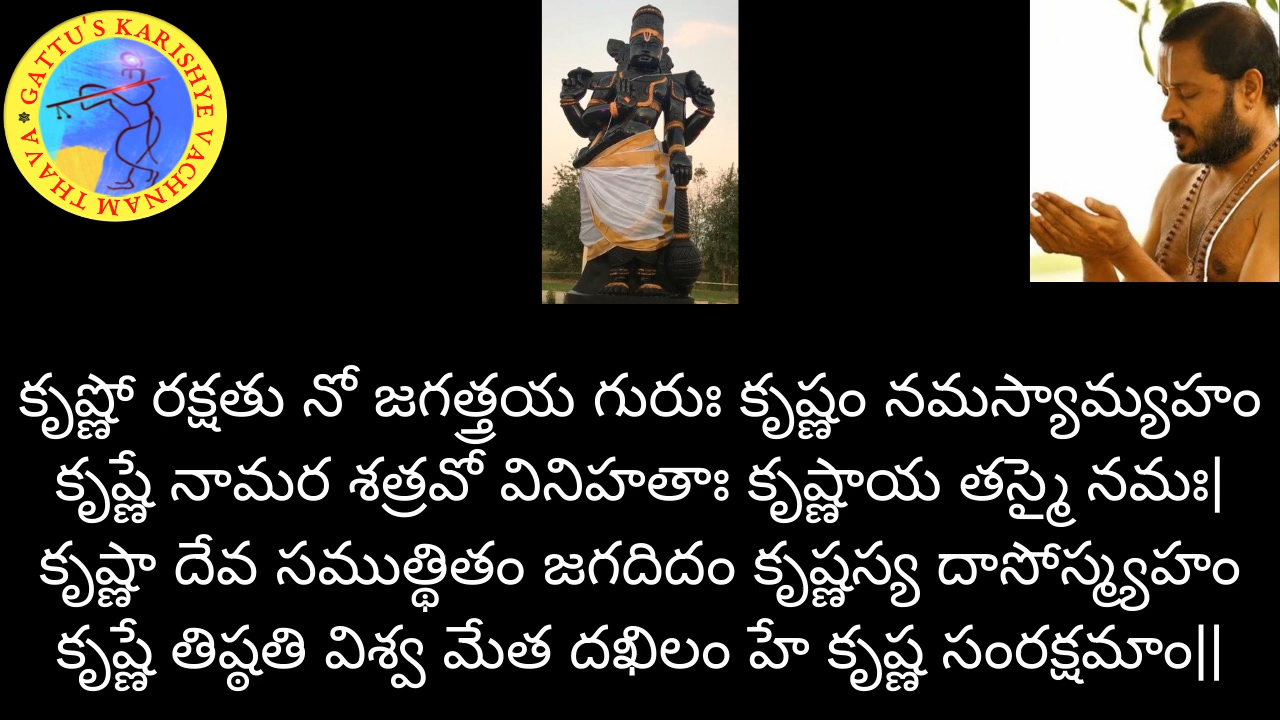 GATTU'S KARISHYE VACHNAM THAVA
కృష్ణో రక్షతు నో జగత్త్రయ గురుః కృష్ణం నమస్యామ్యహం
కృష్ణే నామర శత్రవో వినిహతాః కృష్ణాయ తస్మై నమః|
కృష్ణా దేవ సముత్థితం జగదిదం కృష్ణస్య దాసోస్మ్యహం
కృష్ణే తిష్ఠతి విశ్వ మేత దఖిలం హే కృష్ణ సంరక్షమాం||